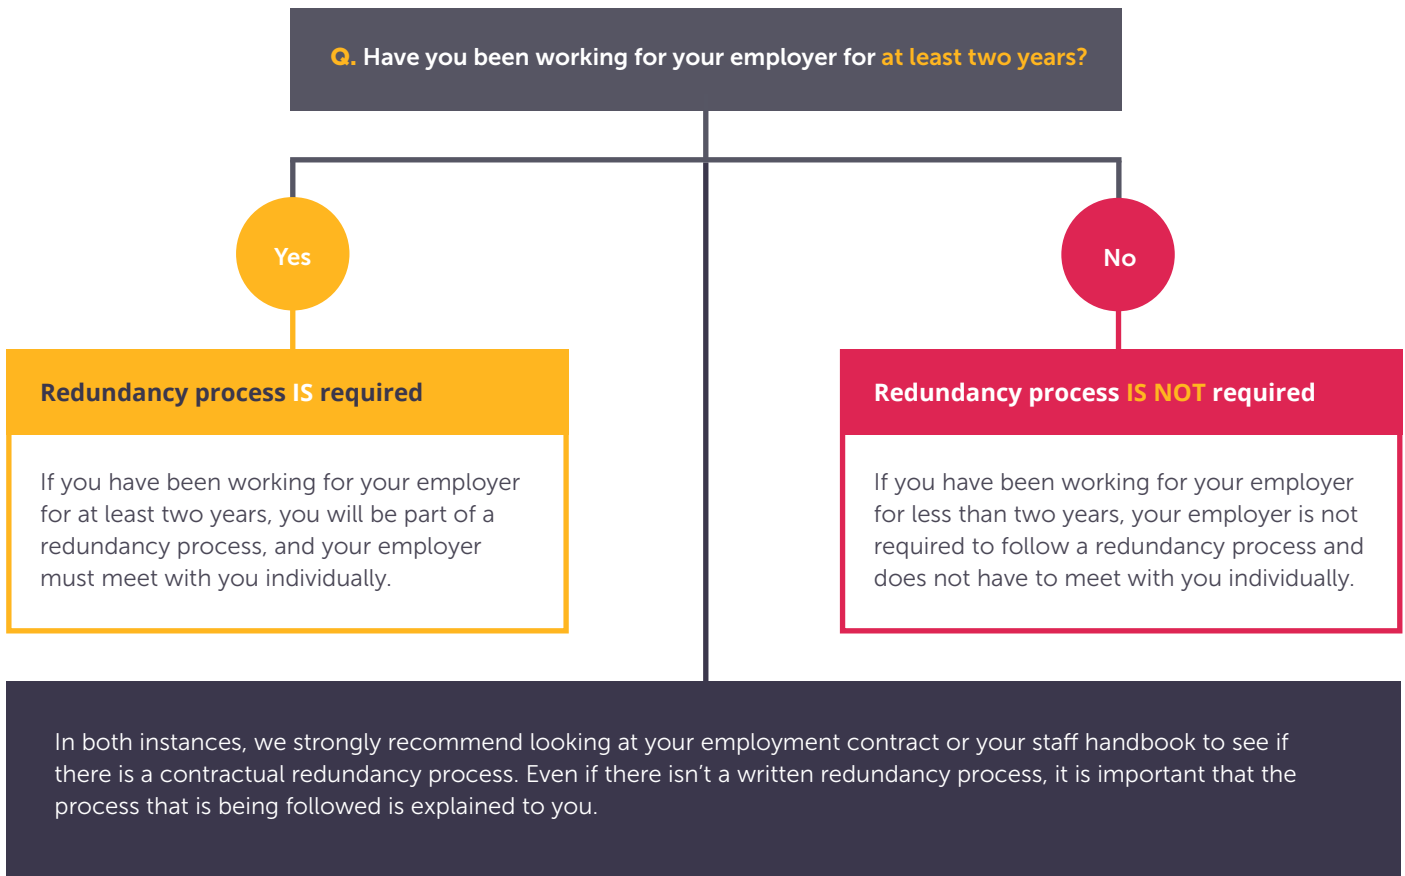 Q. Have you been working for your employer for at least two years?
Yes
No
Redundancy process IS required
If you have been working for your employer
for at least two years, you will be part of a
redundancy process, and your employer
must meet with you individually.
Redundancy process IS NOT required
If you have been working for your employer
for less than two years, your employer is not
required to follow a redundancy process and
does not have to meet with you individually.
In both instances, we strongly recommend looking at your employment contract or your staff handbook to see if
there is a contractual redundancy process. Even if there isn’t a written redundancy process, it is important that the
process that is being followed is explained to you.